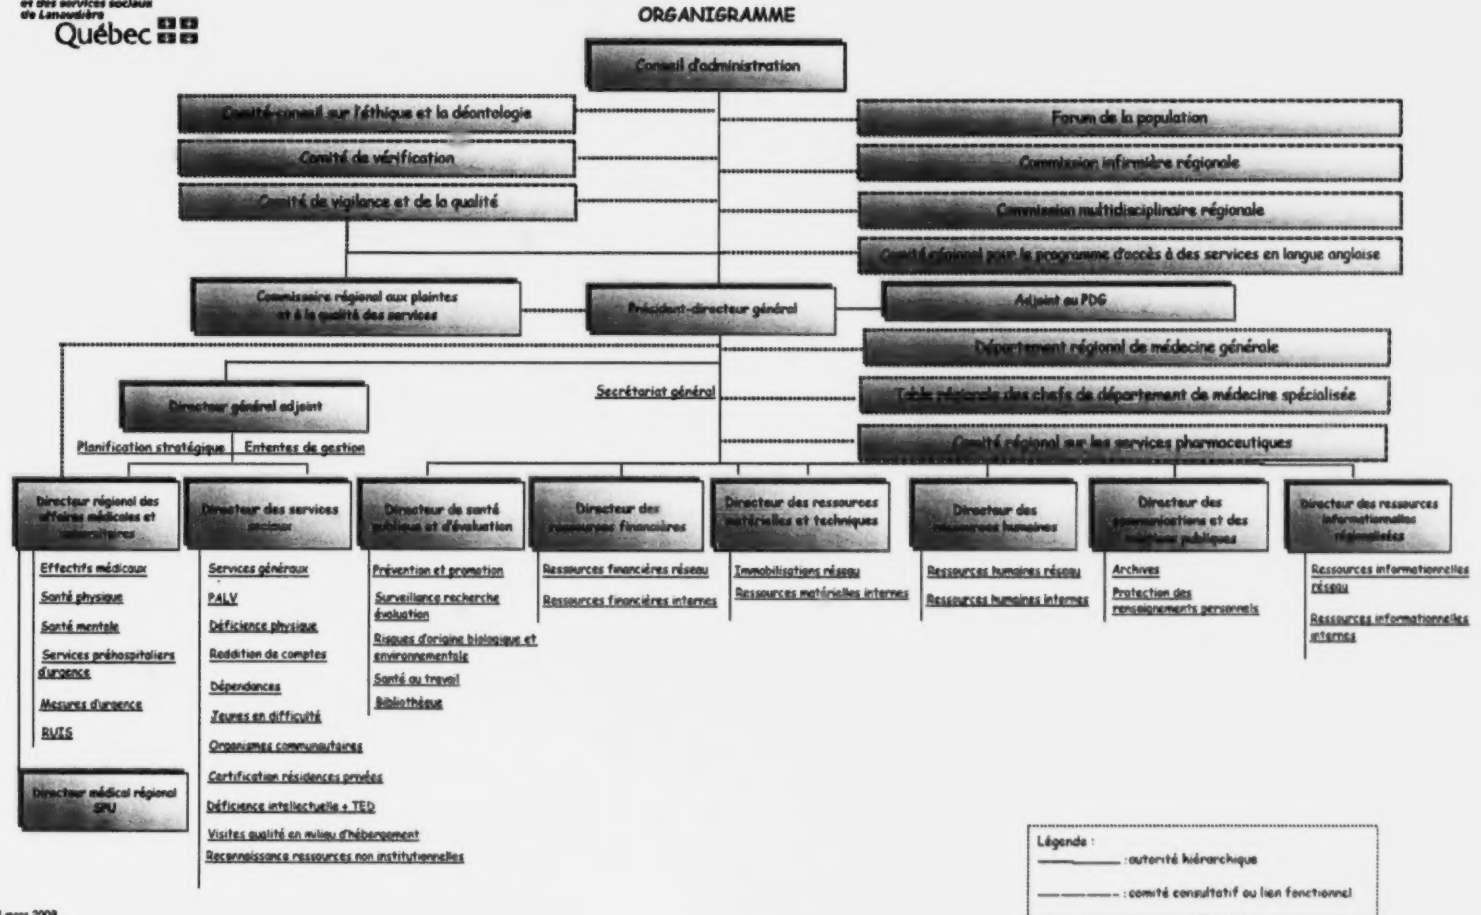 et des services sociaux
de Lanaudière
Québec
ORGANIGRAMME
Conseil d'administration
Comité-conseil sur l'éthique et la déontologie
Forum de la population
Comité de vérification
Commission infirmière régionale
Comité de vigilance et de la qualité
Commission multidisciplinaire régionale
Comité régional pour le programme d'accès à des services en langue anglaise
Commissaire régional aux plaintes
et à la qualité des services
Président-directeur général
Adjoint au PDG
Département régional de médecine générale
Directeur général adjoint
Secrétariat général
Table régionale des chefs de département de médecine spécialisée
Planification stratégique
Ententes de gestion
Comité régional sur les services pharmaceutiques
Directeur régional des
affaires médicales et
universitaires
Effectifs médicaux
Santé physique
Santé mentale
Services préhospitaliers
d'urgence
Mesures d'urgence
RUIS
Directeur médical régional
SPU
Directeur des services
sociaux
Services généraux
PALV
Déficience physique
Reddition de comptes
Dépendances
Jeunes en difficulté
Organismes communautaires
Certification résidences privées
Déficience intellectuelle + TED
Visites qualité en milieu d'hébergement
Reconnaissance ressources non institutionnelles
Directeur de santé
publique et d'évaluation
Prévention et promotion
Surveillance recherche
évaluation
Risques d'origine biologique et
environnementale
Santé au travail
Bibliothèque
Directeur des
ressources financières
Ressources financières réseau
Ressources financières internes
Directeur des ressources
matérielles et techniques
Immobilisations réseau
Ressources matérielles internes
Directeur des
ressources humaines
Ressources humaines réseau
Ressources humaines internes
Directeur des
communications et des
relations publiques
Archives
Protection des
renseignements personnels
Directeur des ressources
informationnelles
régionalisées
Ressources informationnelles
réseau
Ressources informationnelles
internes
Légende :
: autorité hiérarchique
: comité consultatif ou lien fonctionnel
mars 2009